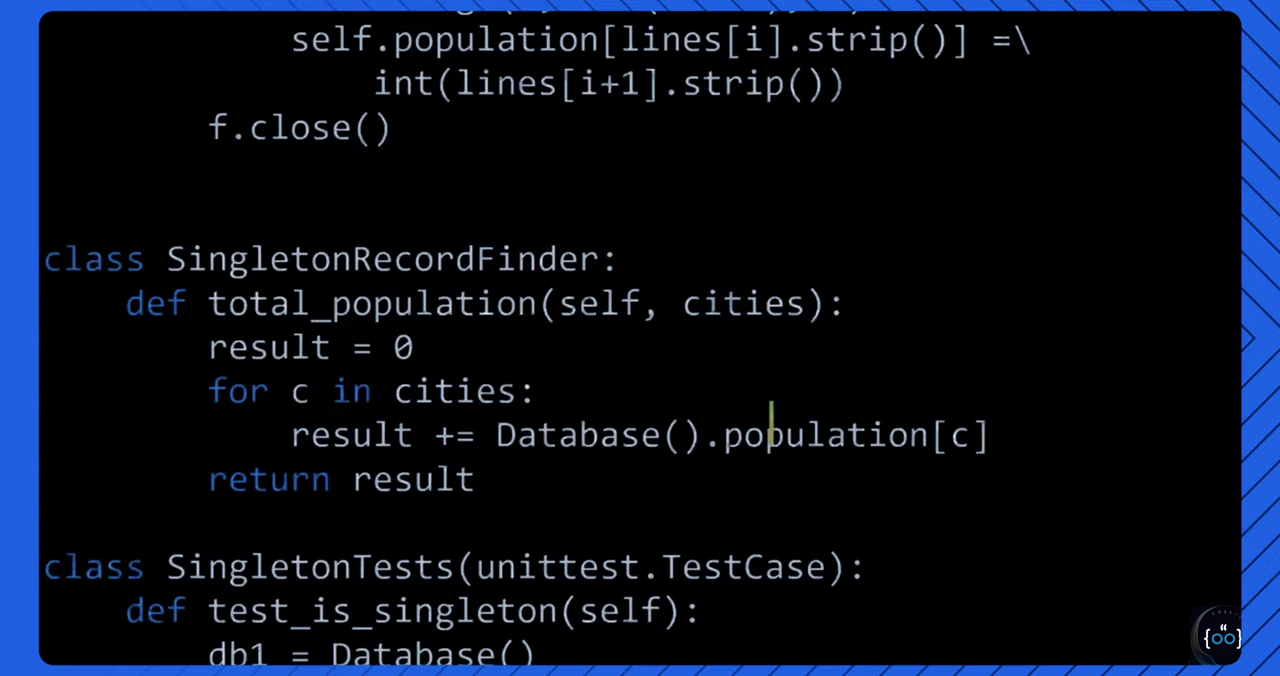 self.population[lines[i].strip()] =\
int(lines[i+1].strip())
f.close()
class SingletonRecordFinder:
def total_population(self, cities):
result = 0
for c in cities:
result += Database().population[c]
return result
class SingletonTests(unittest.TestCase):
def test_is_singleton(self):
db1 = Database()